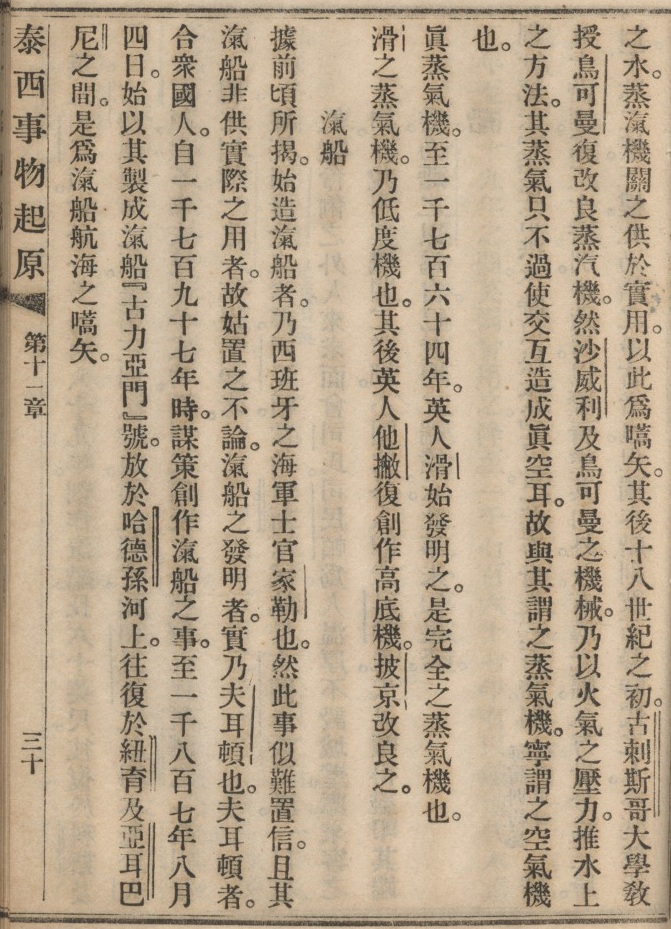 之水。蒸滊機關之供於實用。以此爲嚆矢。其後十八世紀之初。古刺斯哥大學敎
授鳥可曼復改良蒸汽機。然沙威利及鳥可曼之機械。乃以火氣之壓力。推水上
之方法。其蒸氣只不過使交互造成眞空耳。故與其謂之蒸氣機。寧謂之空氣機
也。
眞蒸氣機。至一千七百六十四年。英人滑始發明之。是完全之蒸氣機也。
滑之蒸氣機。乃低度機也。其後英人他撇復創作高底機。披京改良之。
滊船
據前頃所揭。始造滊船者。乃西班牙之海軍士官家勒也。然此事似難置信。且其
滊船非供實際之用者。故姑置之不論。滊船之發明者。實乃夫耳頓也。夫耳頓者。
合衆國人。自一千七百九十七年時。謀策創作滊船之事。至一千八百七年八月
四日。始以其製成滊船『古力亞門』號。放於哈德孫河上。往復於紐育及亞耳巴
尼之間。是爲滊船航海之嚆矢。
泰西事物起原 第十一章 三十